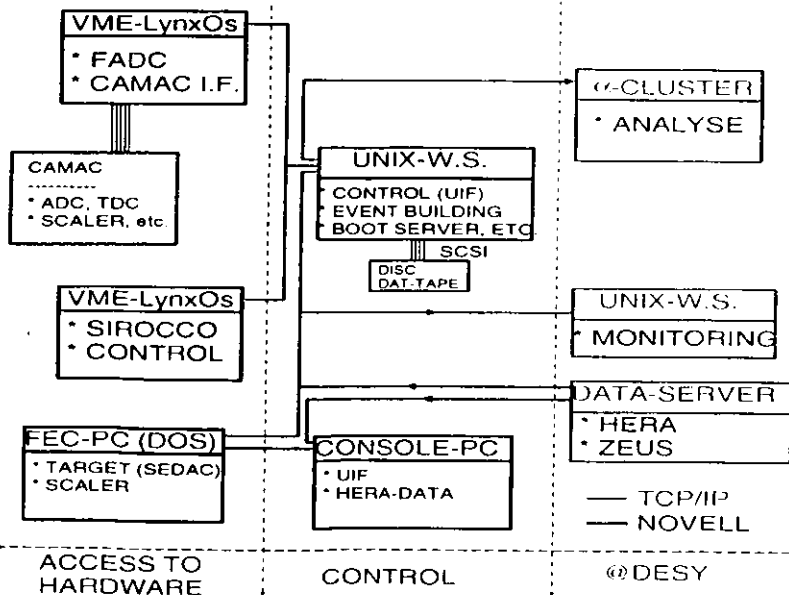 VME-LynxOs
* FADC
* CAMAC I.F.
CAMAC
---------
* ADC, TDC
* SCALER, etc.
VME-LynxOs
* SIROCCO
* CONTROL
FEC-PC (DOS)
* TARGET (SEDAC)
* SCALER
ACCESS TO
HARDWARE
UNIX-W.S.
* CONTROL (UIF)
* EVENT BUILDING
* BOOT SERVER, ETC
SCSI
DISC
DAT-TAPE
CONSOLE-PC
* UIF
* HERA-DATA
CONTROL
α-CLUSTER
* ANALYSE
UNIX-W.S.
* MONITORING
DATA-SERVER
* HERA
* ZEUS
TCP/IP
NOVELL
@DESY